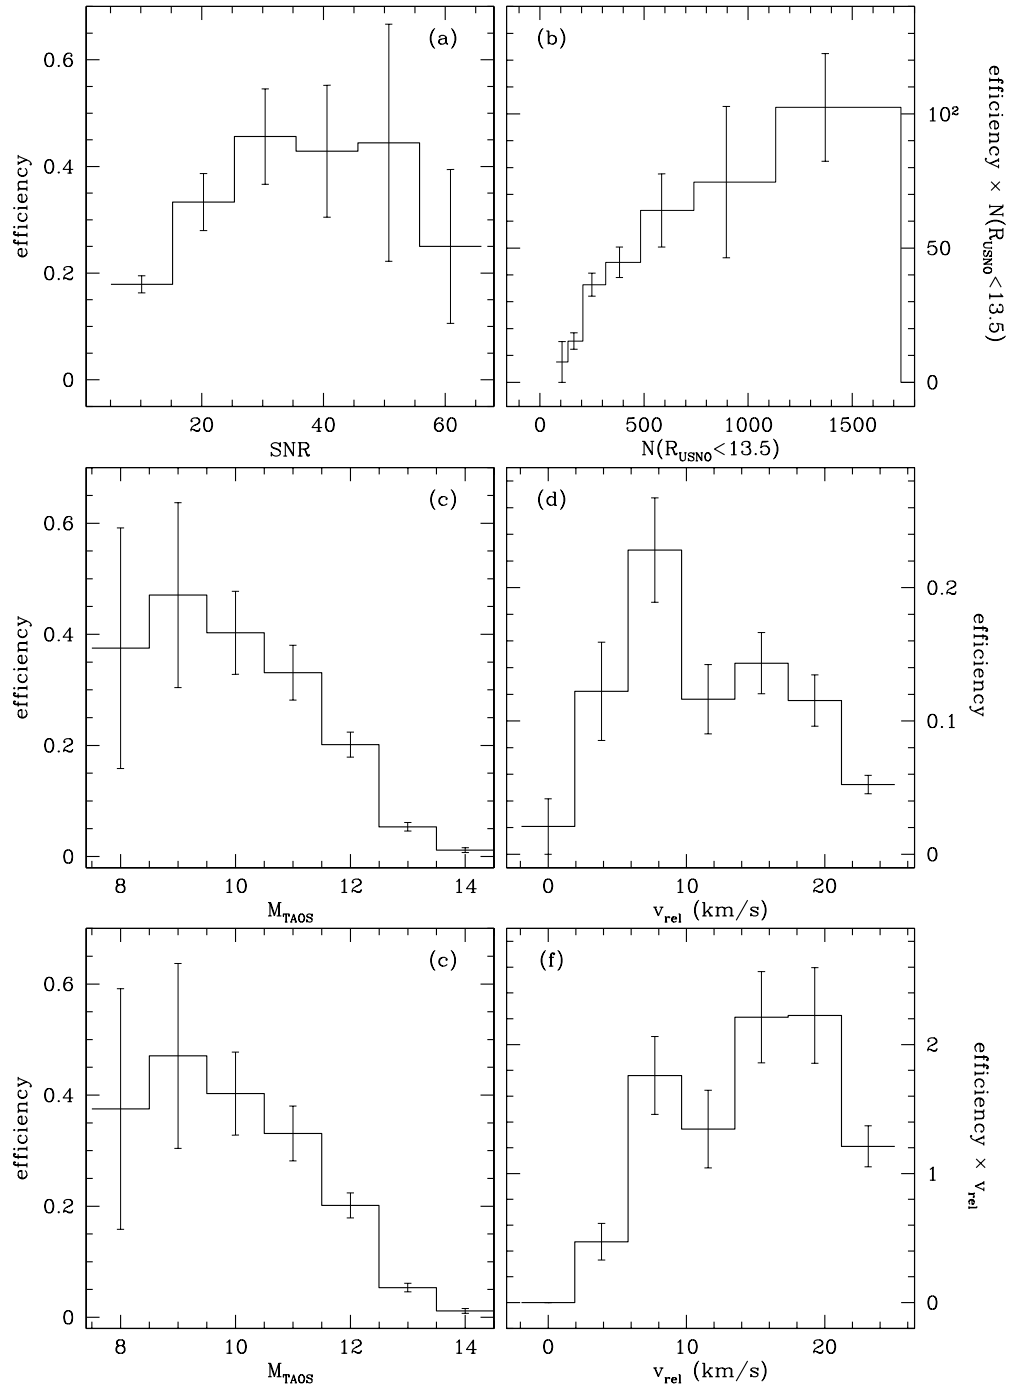 (a)
0.6
0.4
0.2
0
efficiency
20
40
60
SNR
(b)
10²
50
0
efficiency × N(R_USNO<13.5)
0
500
1000
1500
N(R_USNO<13.5)
(c)
0.6
0.4
0.2
0
efficiency
8
10
12
14
M_TAOS
(d)
0.2
0.1
0
efficiency
0
10
20
v_rel (km/s)
(c)
0.6
0.4
0.2
0
efficiency
8
10
12
14
M_TAOS
(f)
2
1
0
efficiency × v_rel
0
10
20
v_rel (km/s)